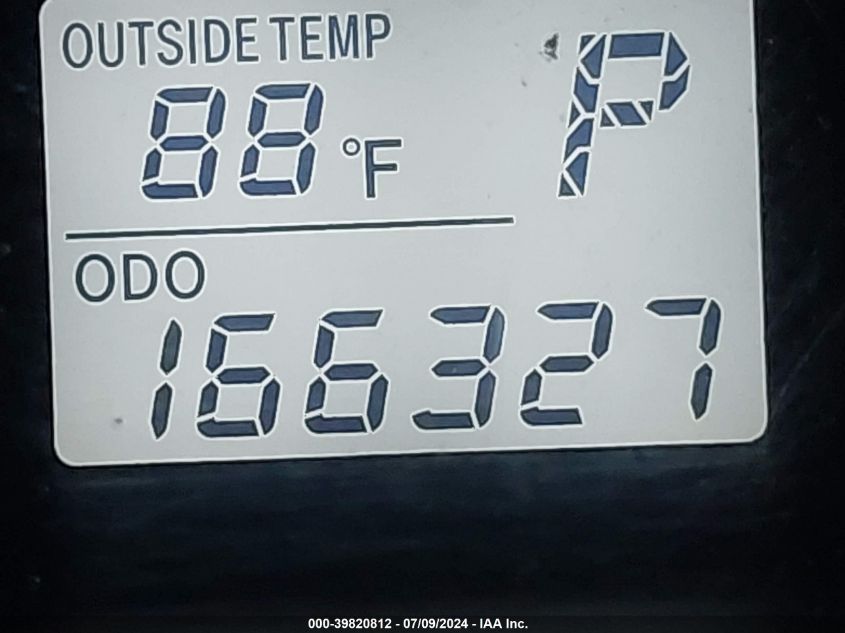 OUTSIDE TEMP
88 °F P
ODO
166327
000-39820812 - 07/09/2024 - IAA Inc.